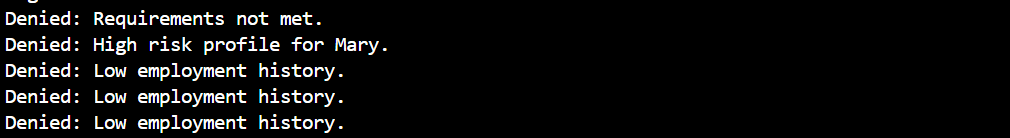 Denied: Requirements not met.
Denied: High risk profile for Mary.
Denied: Low employment history.
Denied: Low employment history.
Denied: Low employment history.